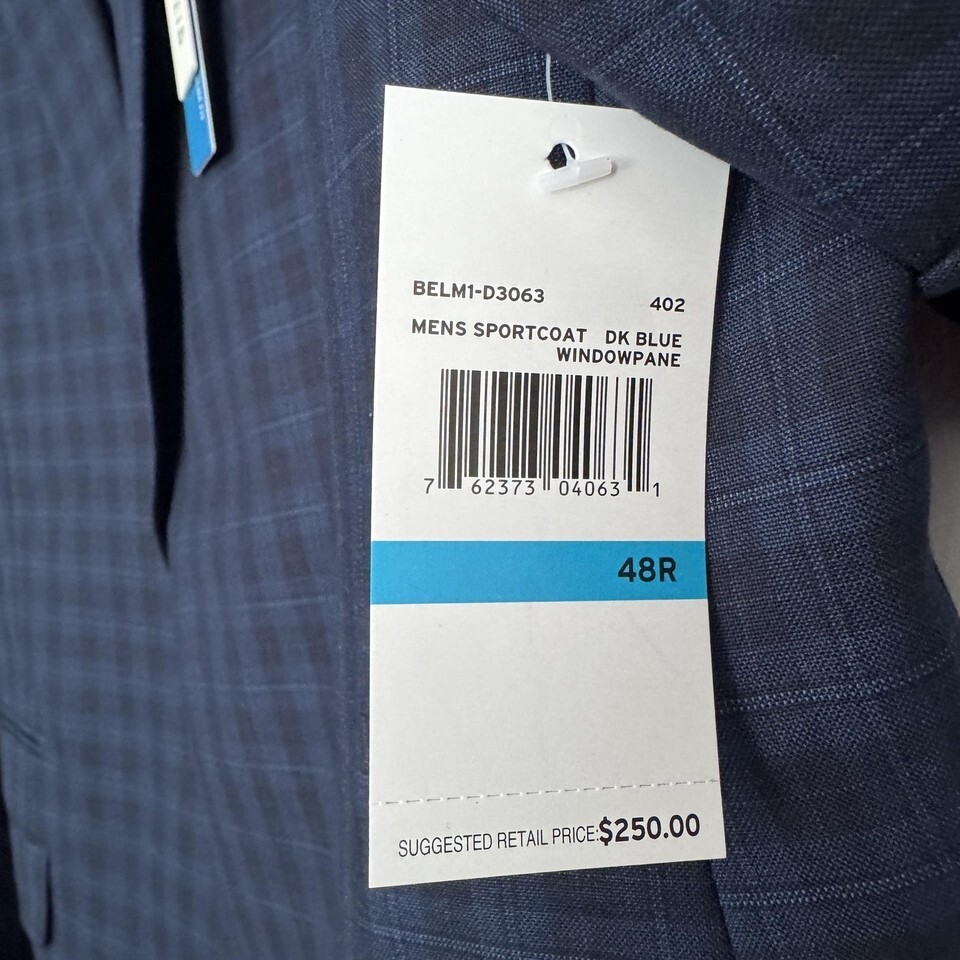 BELM1-D3063 402
MENS SPORTCOAT DK BLUE
WINDOWPANE
7 62373 04063 1
48R
SUGGESTED RETAIL PRICE:$250.00